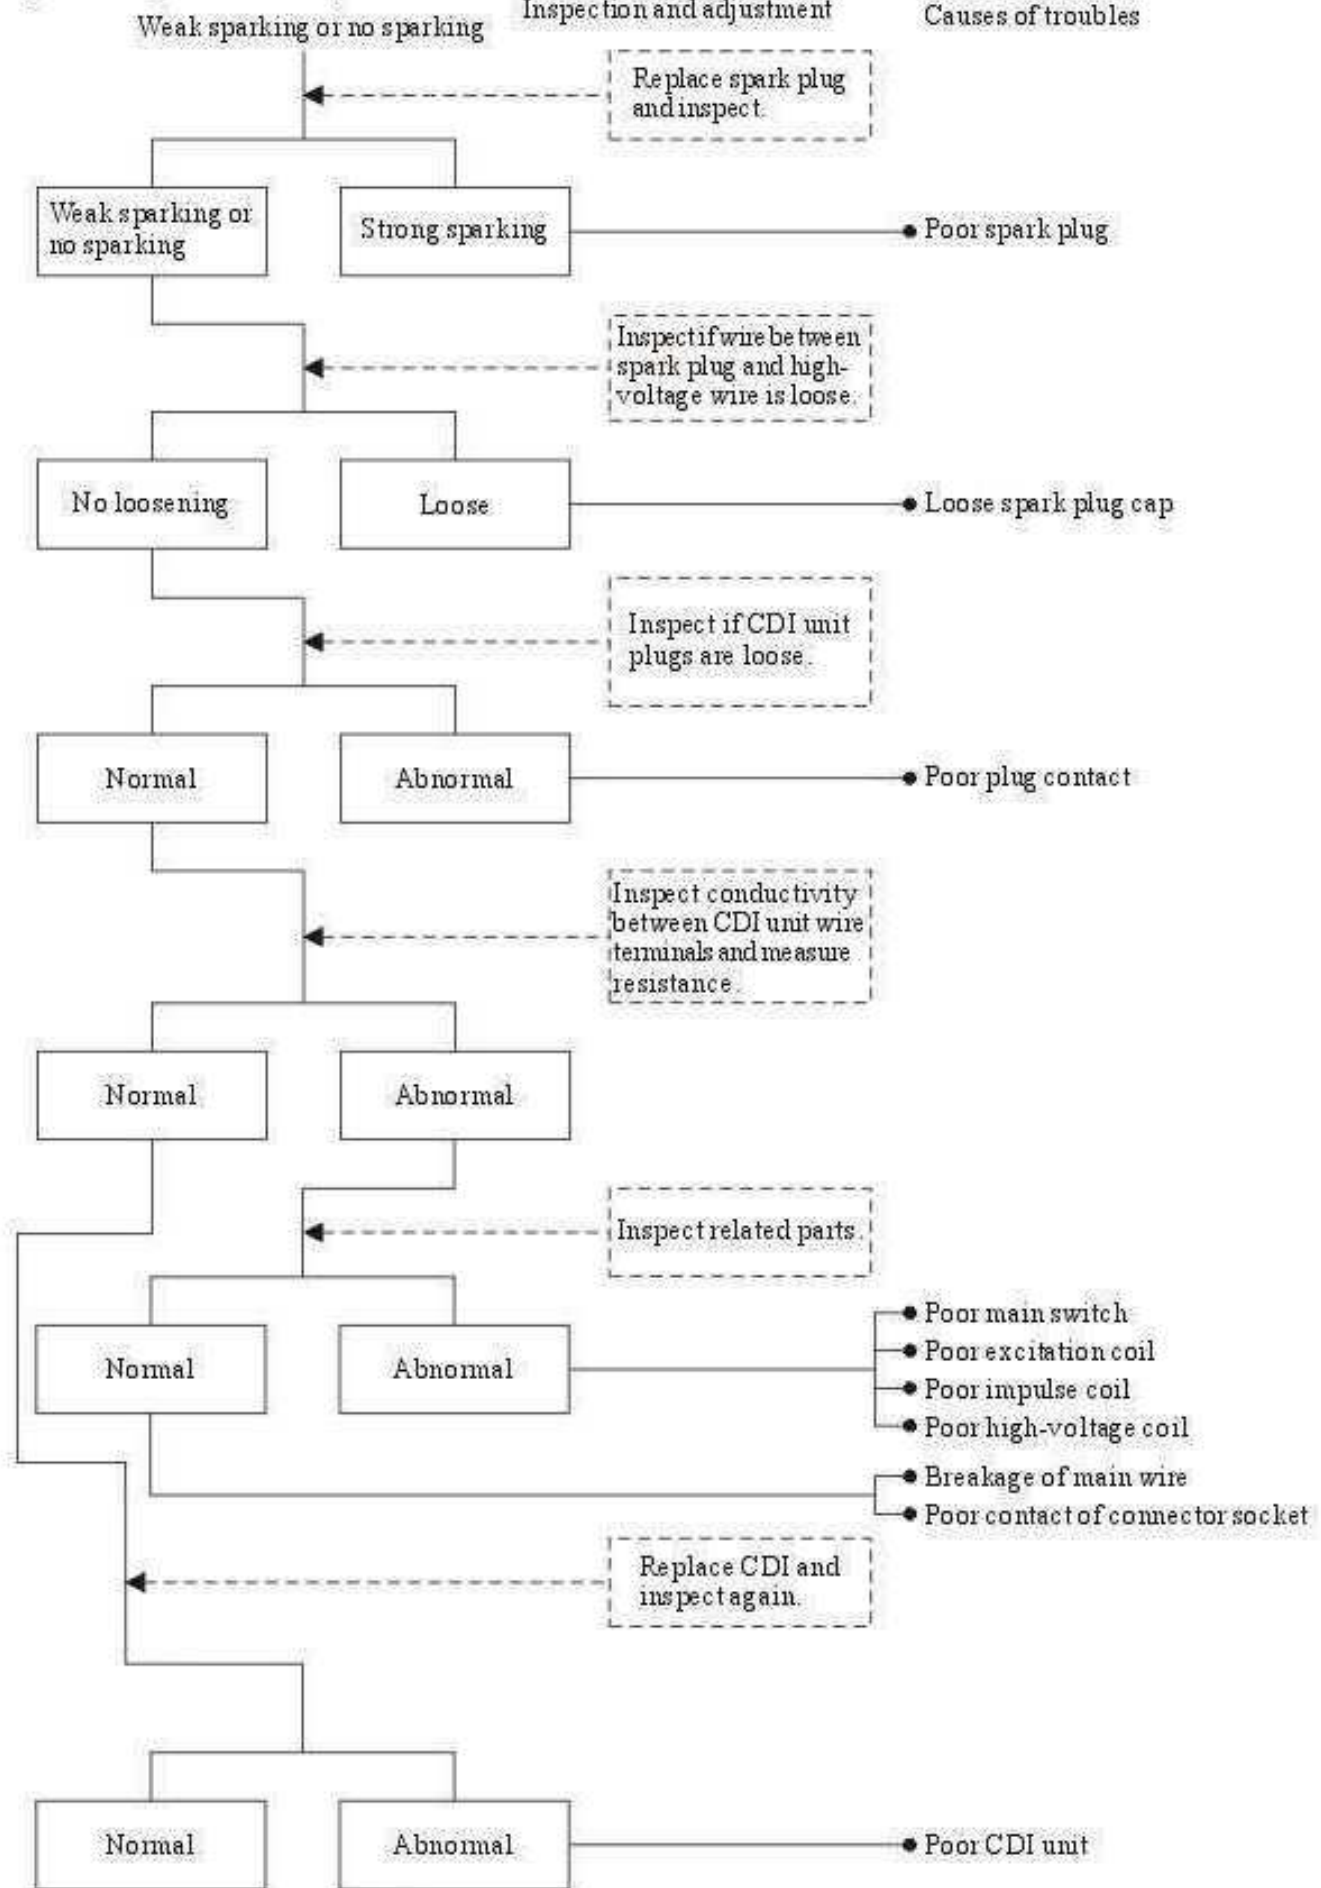 Weak sparking or no sparking
Inspection and adjustment
Causes of troubles
Replace spark plug
and inspect.
Weak sparking or
no sparking
Strong sparking
Poor spark plug
Inspect if wire between
spark plug and high-
voltage wire is loose.
No loosening
Loose
Loose spark plug cap
Inspect if CDI unit
plugs are loose.
Normal
Abnormal
Poor plug contact
Inspect conductivity
between CDI unit wire
terminals and measure
resistance.
Normal
Abnormal
Inspect related parts.
Normal
Abnormal
Poor main switch
Poor excitation coil
Poor impulse coil
Poor high-voltage coil
Breakage of main wire
Poor contact of connector socket
Replace CDI and
inspect again.
Normal
Abnormal
Poor CDI unit